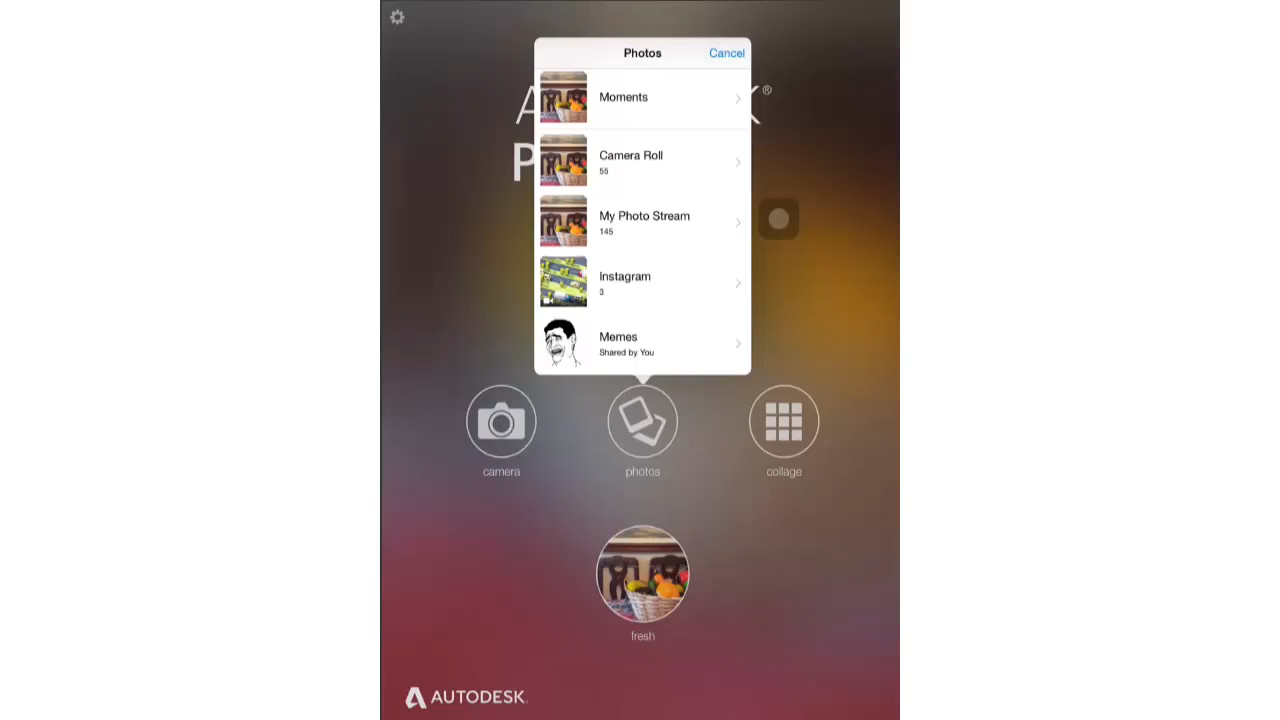 Photos
Cancel
A K®
P
Moments
Camera Roll
55
My Photo Stream
145
Instagram
3
Memes
Shared by You
camera
photos
collage
fresh
AUTODESK.